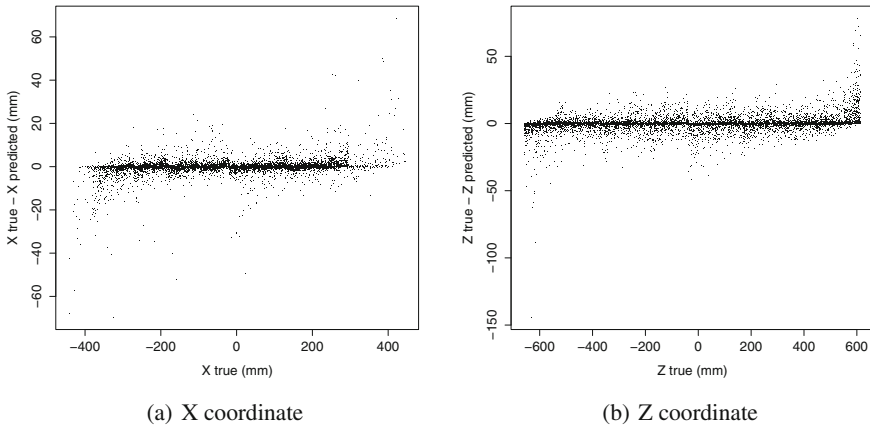 60
40
20
0
−20
−40
−60
X true − X predicted (mm)
−400 −200 0 200 400
X true (mm)
(a) X coordinate
50
0
−50
−100
−150
Z true − Z predicted (mm)
−600 −400 −200 0 200 400 600
Z true (mm)
(b) Z coordinate